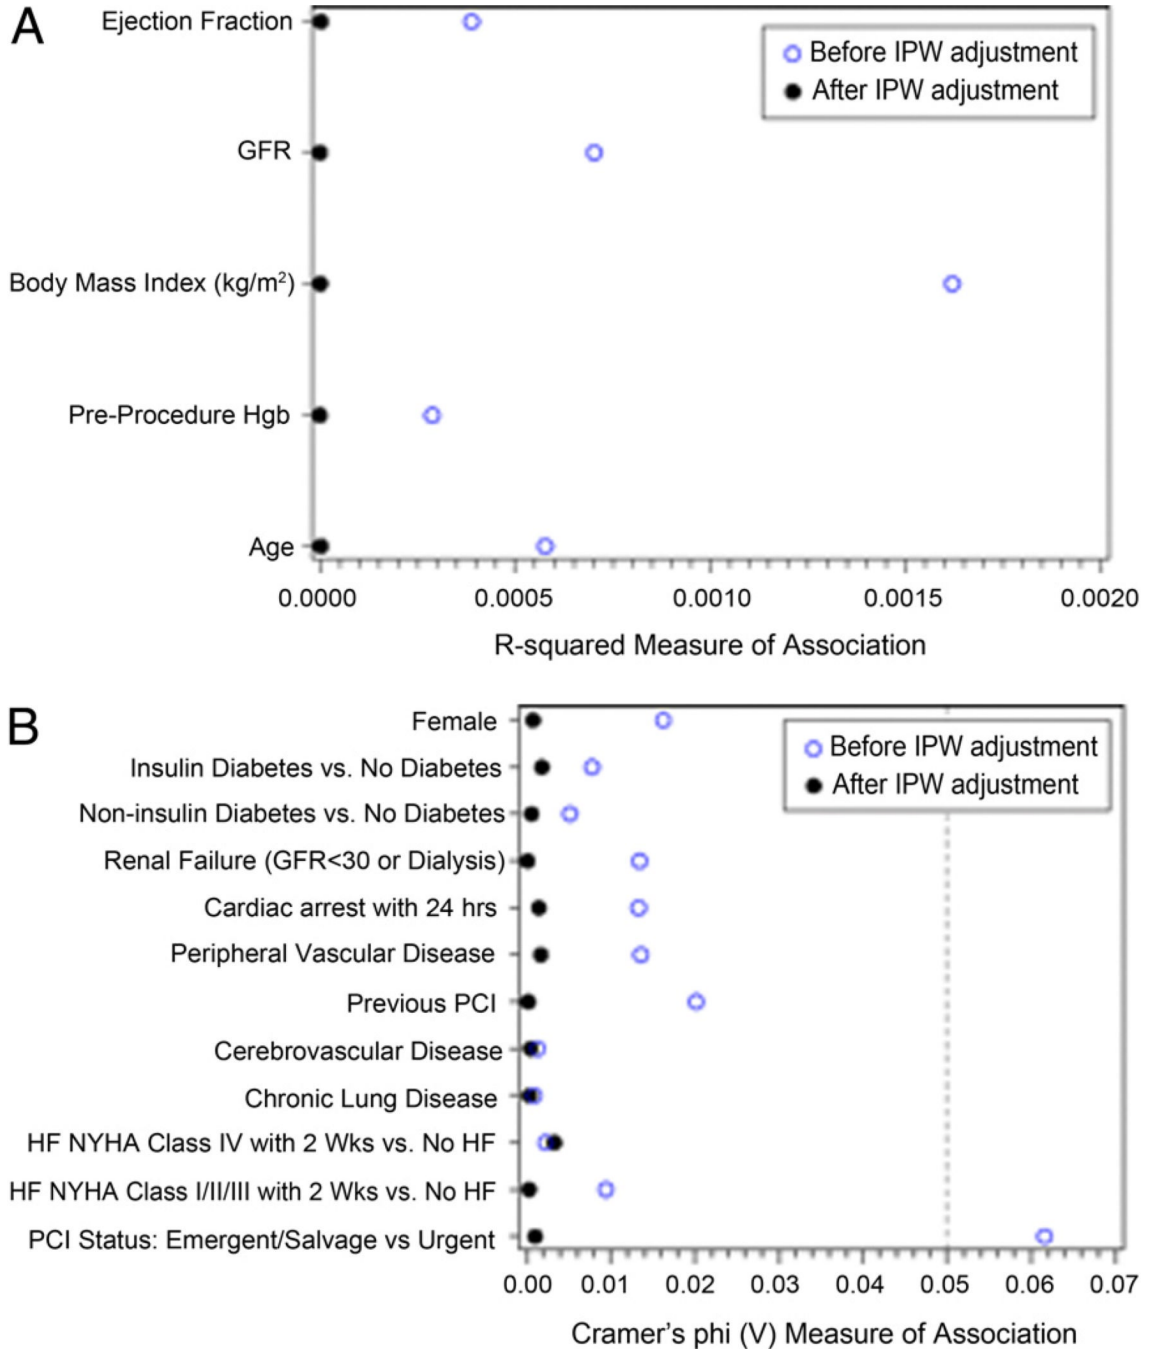 A
Ejection Fraction
Before IPW adjustment
After IPW adjustment
GFR
Body Mass Index (kg/m²)
Pre-Procedure Hgb
Age
0.0000 0.0005 0.0010 0.0015 0.0020
R-squared Measure of Association
B
Female
Before IPW adjustment
After IPW adjustment
Insulin Diabetes vs. No Diabetes
Non-insulin Diabetes vs. No Diabetes
Renal Failure (GFR<30 or Dialysis)
Cardiac arrest with 24 hrs
Peripheral Vascular Disease
Previous PCI
Cerebrovascular Disease
Chronic Lung Disease
HF NYHA Class IV with 2 Wks vs. No HF
HF NYHA Class I/II/III with 2 Wks vs. No HF
PCI Status: Emergent/Salvage vs Urgent
0.00 0.01 0.02 0.03 0.04 0.05 0.06 0.07
Cramer’s phi (V) Measure of Association